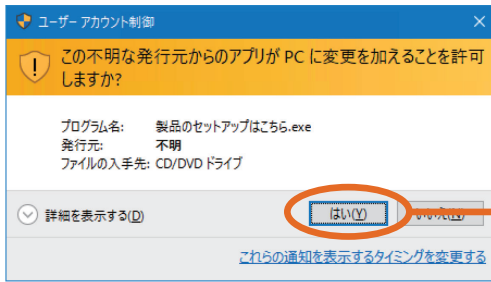 ユーザー アカウント制御
この不明な発行元からのアプリが PC に変更を加えることを許可
しますか?
プログラム名: 製品のセットアップはこちら.exe
発行元: 不明
ファイルの入手先: CD/DVD ドライブ
詳細を表示する(D)
はい(Y) いいえ(N)
これらの通知を表示するタイミングを変更する